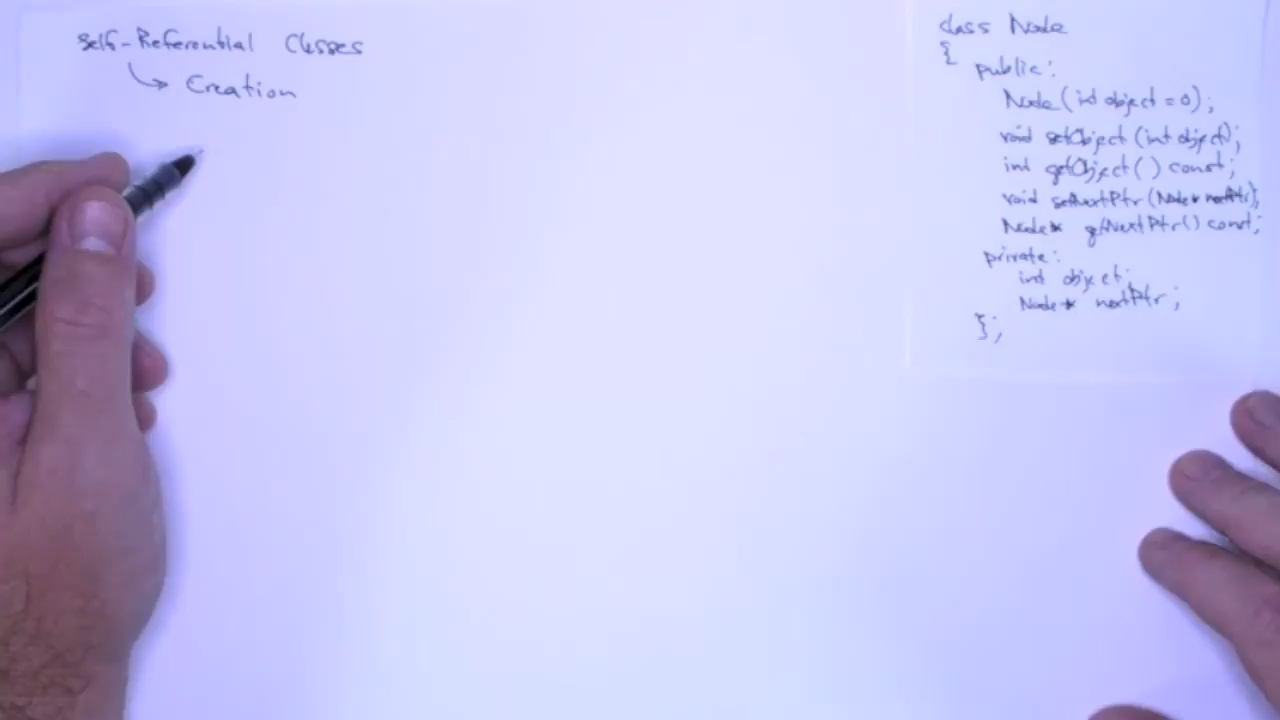 Self-Referential Classes
↳ Creation
class Node
{
public:
Node(int object = 0);
void setObject(int object);
int getObject() const;
void setNextPtr(Node* nextPtr);
Node* getNextPtr() const;
private:
int object;
Node* nextPtr;
};